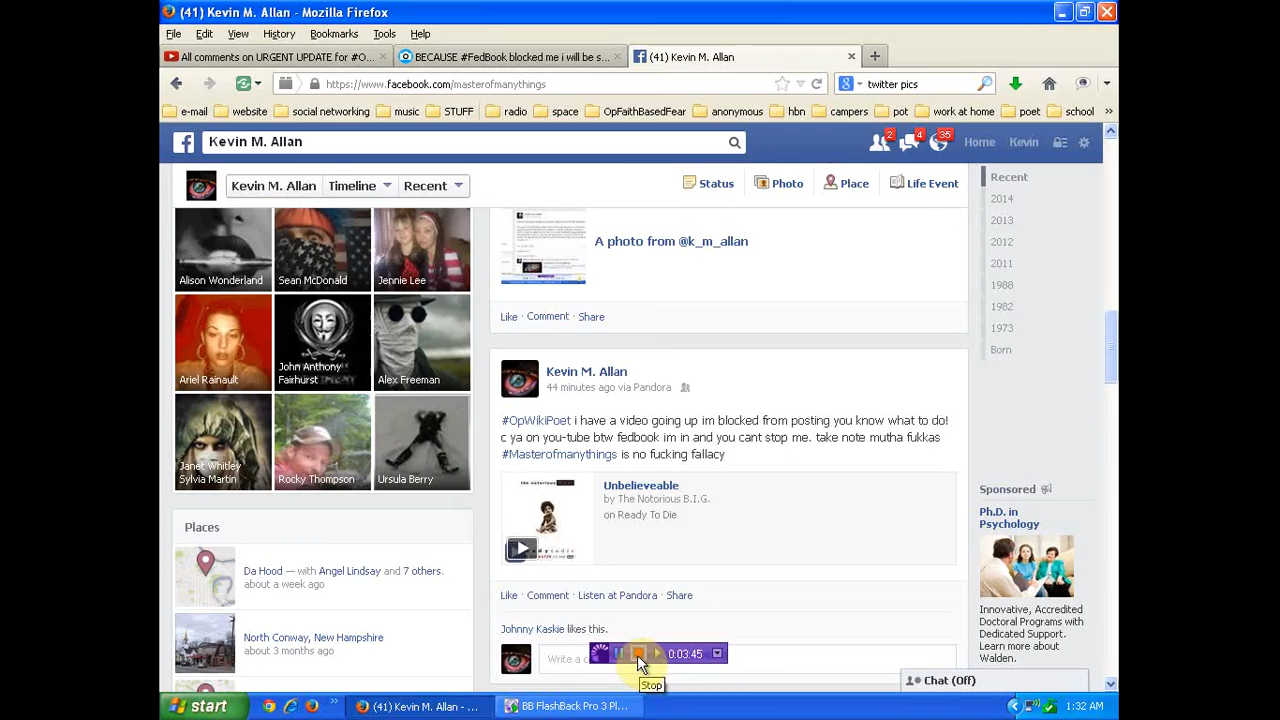 (41) Kevin M. Allan - Mozilla Firefox
File Edit View History Bookmarks Tools Help
All comments on URGENT UPDATE for #O... BECAUSE #FedBook blocked me i will be s... (41) Kevin M. Allan
https://www.facebook.com/masterofmanythings twitter pics
e-mail website social networking music STUFF radio space OpFaithBasedFear anonymous hbn campers poet work at home poet school
Kevin M. Allan 2 4 35 Home Kevin
Kevin M. Allan Timeline Recent Status Photo Place Life Event
Recent
2014
2013
2012
2011
1988
1982
1973
Born
Alison Wonderland Sean McDonald Jennie Lee
Ariel Rainault John Anthony Fairhurst Alex Freeman
Janet Whitley Sylvia Martin Rocky Thompson Ursula Berry
A photo from @k_m_allan
Like · Comment · Share
Kevin M. Allan
44 minutes ago via Pandora
#OpWikiPoet i have a video going up im blocked from posting you know what to do!
c ya on you-tube btw fedbook im in and you cant stop me. take note mutha fukkas
#Masterofmanythings is no fucking fallacy
Unbelieveable
by The Notorious B.I.G.
on Ready To Die
Like · Comment · Listen at Pandora · Share
Johnny Kaskie likes this.
Write a c
0:03:45
Stop
Places
Da Hood — with Angel Lindsay and 7 others.
about a week ago
North Conway, New Hampshire
about 3 months ago
Sponsored
Ph.D. in
Psychology
Innovative, Accredited
Doctoral Programs with
Dedicated Support.
Learn More about
Walden.
Chat (Off)
start (41) Kevin M. Allan - ... BB FlashBack Pro 3 Pl... 1:32 AM